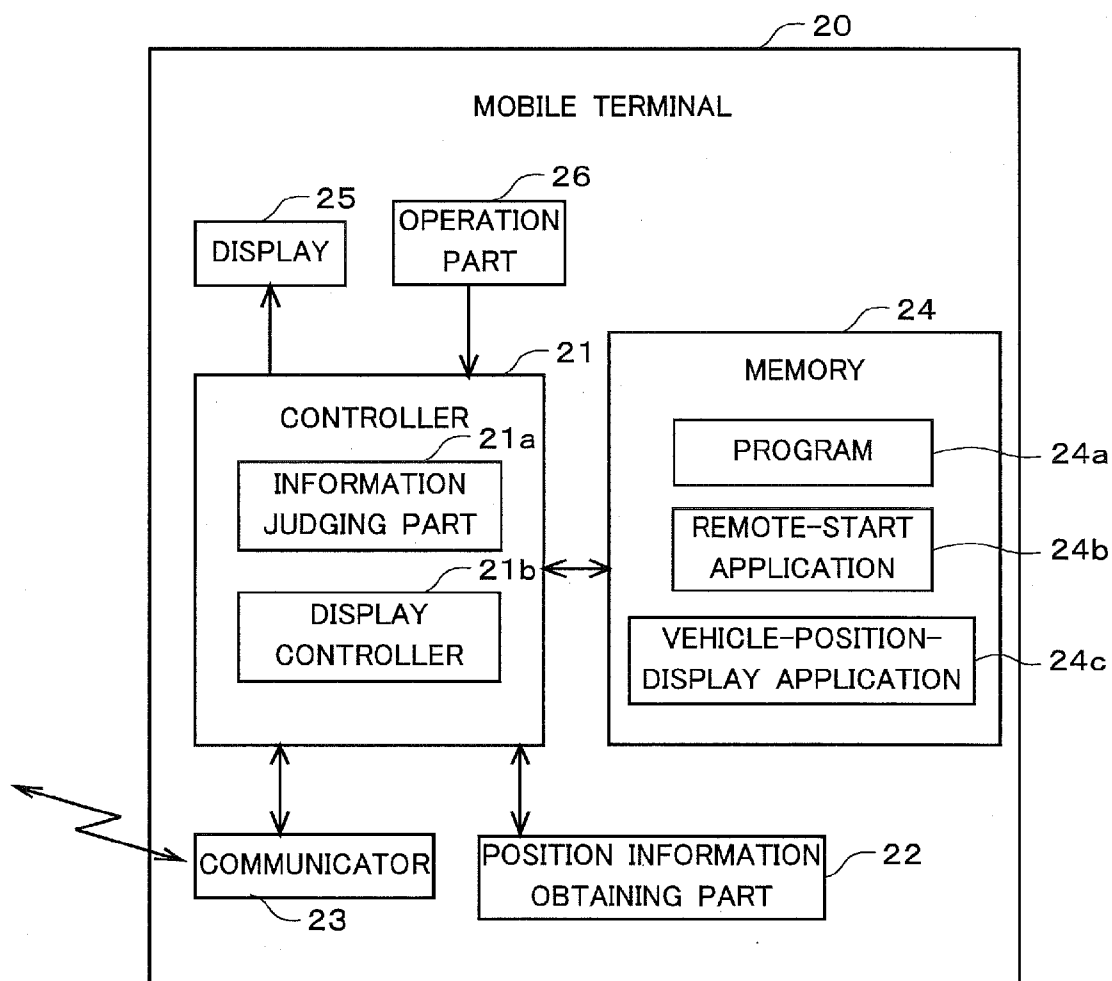 20
MOBILE TERMINAL
25
26
DISPLAY
OPERATION
PART
21
24
CONTROLLER
21a
INFORMATION
JUDGING PART
21b
DISPLAY
CONTROLLER
MEMORY
PROGRAM
24a
REMOTE-START
APPLICATION
24b
VEHICLE-POSITION-
DISPLAY APPLICATION
24c
COMMUNICATOR
23
POSITION INFORMATION
OBTAINING PART
22